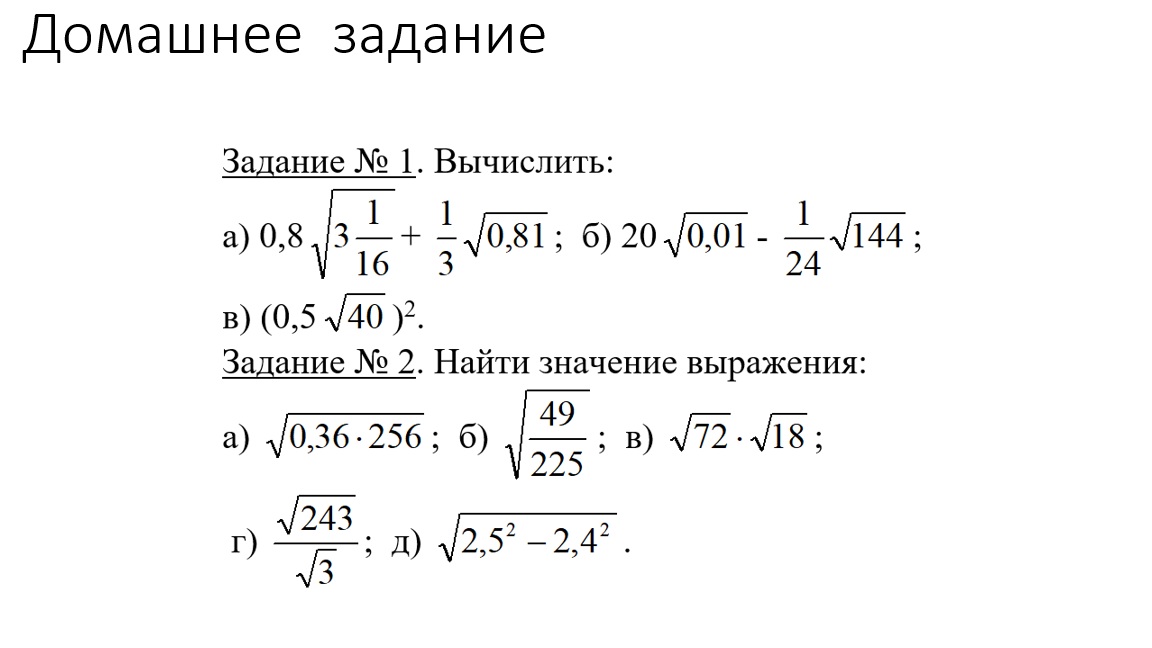 Домашнее задание
Задание № 1. Вычислить:
а) 0,8√(3 1/16) + 1/3 √0,81 ; б) 20√0,01 - 1/24 √144 ;
в) (0,5√40 )².
Задание № 2. Найти значение выражения:
а) √(0,36·256) ; б) √(49/225) ; в) √72·√18 ;
г) √243/√3 ; д) √(2,5² – 2,4²) .